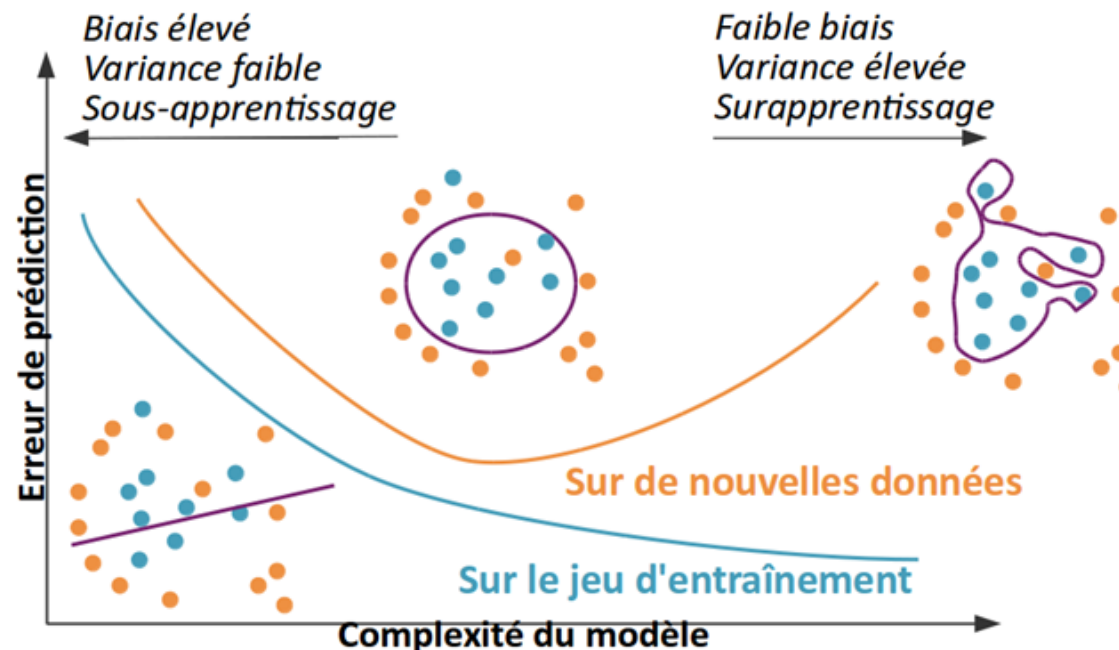 Biais élevé
Variance faible
Sous-apprentissage
Faible biais
Variance élevée
Surapprentissage
Erreur de prédiction
Sur de nouvelles données
Sur le jeu d'entraînement
Complexité du modèle